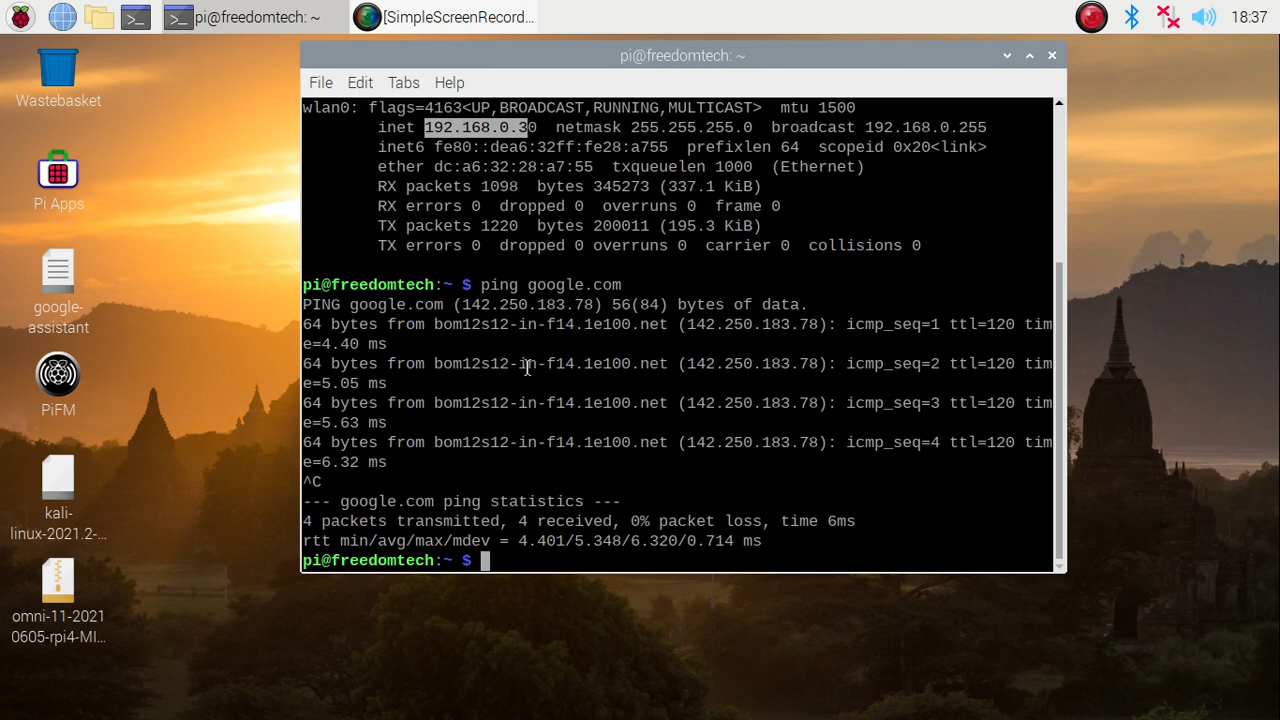 pi@freedomtech: ~
[SimpleScreenRecord...
18:37
Wastebasket
Pi Apps
google-
assistant
PiFM
kali-
linux-2021.2-...
omni-11-2021
0605-rpi4-MI...
pi@freedomtech: ~
File Edit Tabs Help
wlan0: flags=4163<UP,BROADCAST,RUNNING,MULTICAST>  mtu 1500
        inet 192.168.0.30  netmask 255.255.255.0  broadcast 192.168.0.255
        inet6 fe80::dea6:32ff:fe28:a755  prefixlen 64  scopeid 0x20<link>
        ether dc:a6:32:28:a7:55  txqueuelen 1000  (Ethernet)
        RX packets 1098  bytes 345273 (337.1 KiB)
        RX errors 0  dropped 0  overruns 0  frame 0
        TX packets 1220  bytes 200011 (195.3 KiB)
        TX errors 0  dropped 0 overruns 0  carrier 0  collisions 0
pi@freedomtech:~ $ ping google.com
PING google.com (142.250.183.78) 56(84) bytes of data.
64 bytes from bom12s12-in-f14.1e100.net (142.250.183.78): icmp_seq=1 ttl=120 tim
e=4.40 ms
64 bytes from bom12s12-in-f14.1e100.net (142.250.183.78): icmp_seq=2 ttl=120 tim
e=5.05 ms
64 bytes from bom12s12-in-f14.1e100.net (142.250.183.78): icmp_seq=3 ttl=120 tim
e=5.63 ms
64 bytes from bom12s12-in-f14.1e100.net (142.250.183.78): icmp_seq=4 ttl=120 tim
e=6.32 ms
^C
--- google.com ping statistics ---
4 packets transmitted, 4 received, 0% packet loss, time 6ms
rtt min/avg/max/mdev = 4.401/5.348/6.320/0.714 ms
pi@freedomtech:~ $